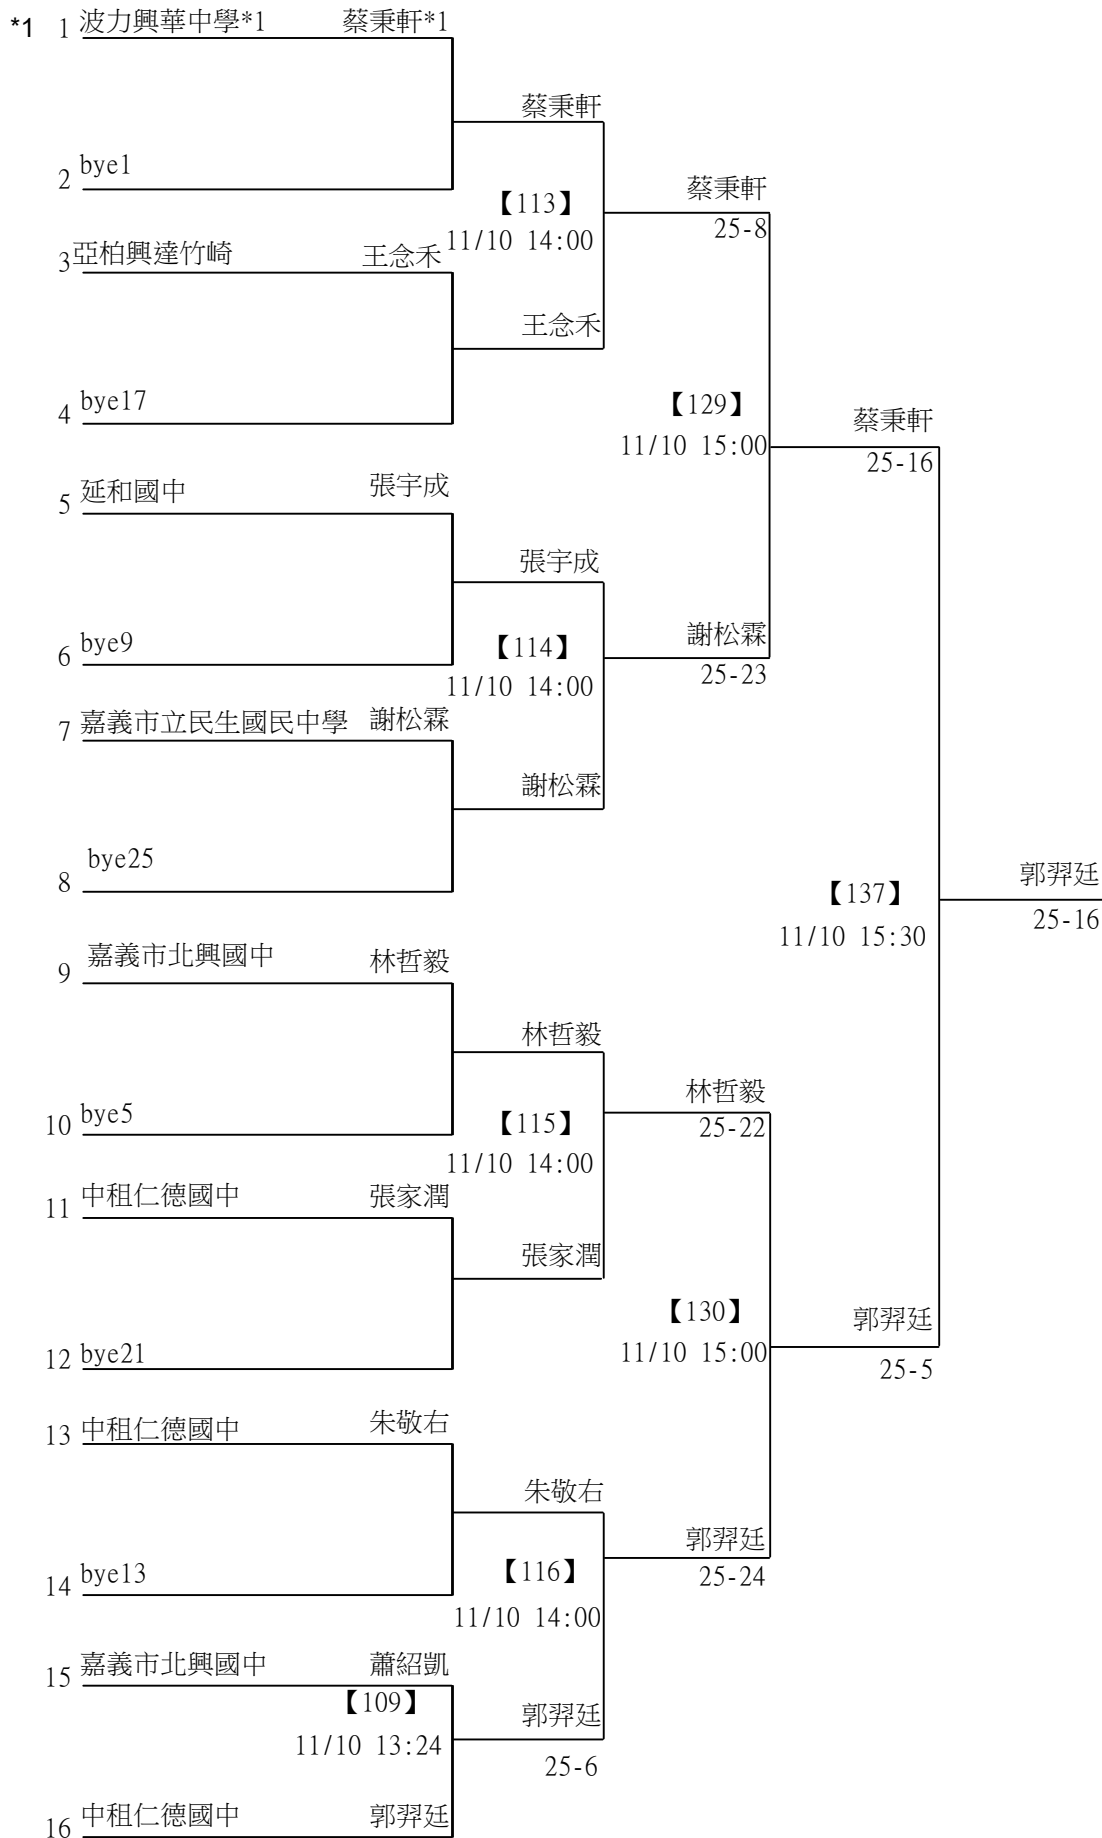 *1 1 波力興華中學*1 蔡秉軒*1
蔡秉軒
2 bye1
【113】
蔡秉軒
25-8
11/10 14:00
3 亞柏興達竹崎 王念禾
王念禾
4 bye17
【129】
蔡秉軒
11/10 15:00
25-16
5 延和國中 張宇成
張宇成
6 bye9
【114】
謝松霖
25-23
11/10 14:00
7 嘉義市立民生國民中學 謝松霖
謝松霖
8 bye25
【137】
郭羿廷
25-16
11/10 15:30
9 嘉義市北興國中 林哲毅
林哲毅
林哲毅
10 bye5
【115】
25-22
11/10 14:00
11 中租仁德國中 張家潤
張家潤
【130】
郭羿廷
12 bye21
11/10 15:00
25-5
13 中租仁德國中 朱敬右
朱敬右
郭羿廷
14 bye13
【116】
25-24
11/10 14:00
15 嘉義市北興國中 蕭紹凱
【109】
郭羿廷
11/10 13:24
25-6
16 中租仁德國中 郭羿廷